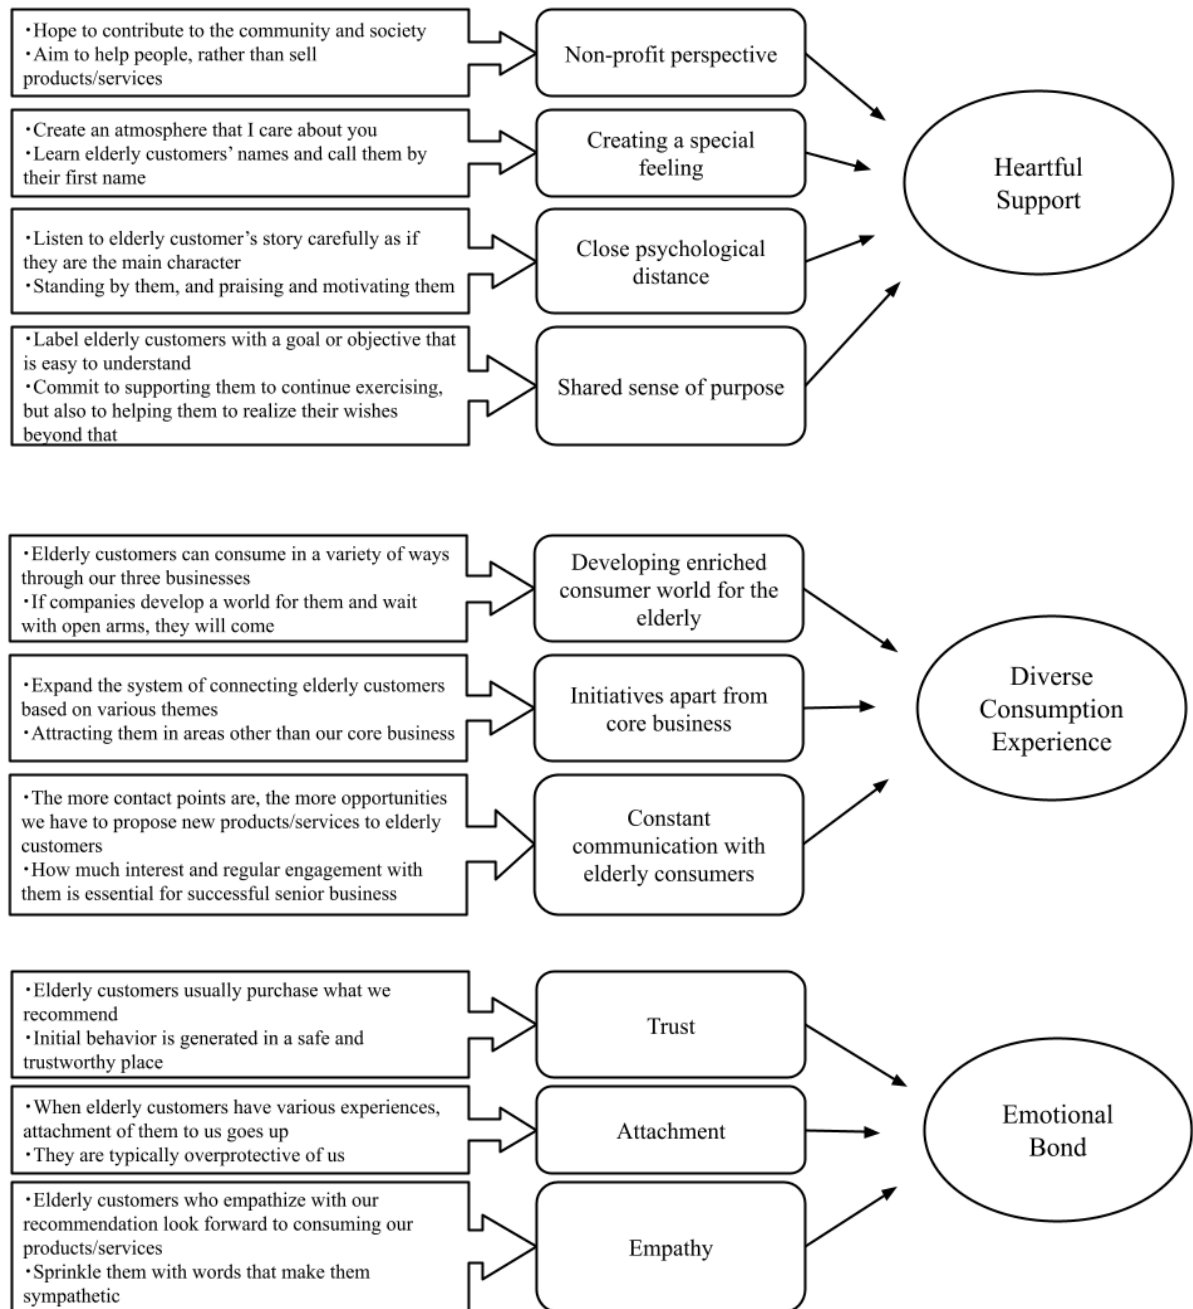 ・Hope to contribute to the community and society
・Aim to help people, rather than sell
products/services
Non-profit perspective
・Create an atmosphere that I care about you
・Learn elderly customers’ names and call them by
their first name
Creating a special
feeling
・Listen to elderly customer’s story carefully as if
they are the main character
・Standing by them, and praising and motivating them
Close psychological
distance
・Label elderly customers with a goal or objective that
is easy to understand
・Commit to supporting them to continue exercising,
but also to helping them to realize their wishes
beyond that
Shared sense of purpose
Heartful
Support
・Elderly customers can consume in a variety of ways
through our three businesses
・If companies develop a world for them and wait
with open arms, they will come
Developing enriched
consumer world for the
elderly
・Expand the system of connecting elderly customers
based on various themes
・Attracting them in areas other than our core business
Initiatives apart from
core business
・The more contact points are, the more opportunities
we have to propose new products/services to elderly
customers
・How much interest and regular engagement with
them is essential for successful senior business
Constant
communication with
elderly consumers
Diverse
Consumption
Experience
・Elderly customers usually purchase what we
recommend
・Initial behavior is generated in a safe and
trustworthy place
Trust
・When elderly customers have various experiences,
attachment of them to us goes up
・They are typically overprotective of us
Attachment
・Elderly customers who empathize with our
recommendation look forward to consuming our
products/services
・Sprinkle them with words that make them
sympathetic
Empathy
Emotional
Bond